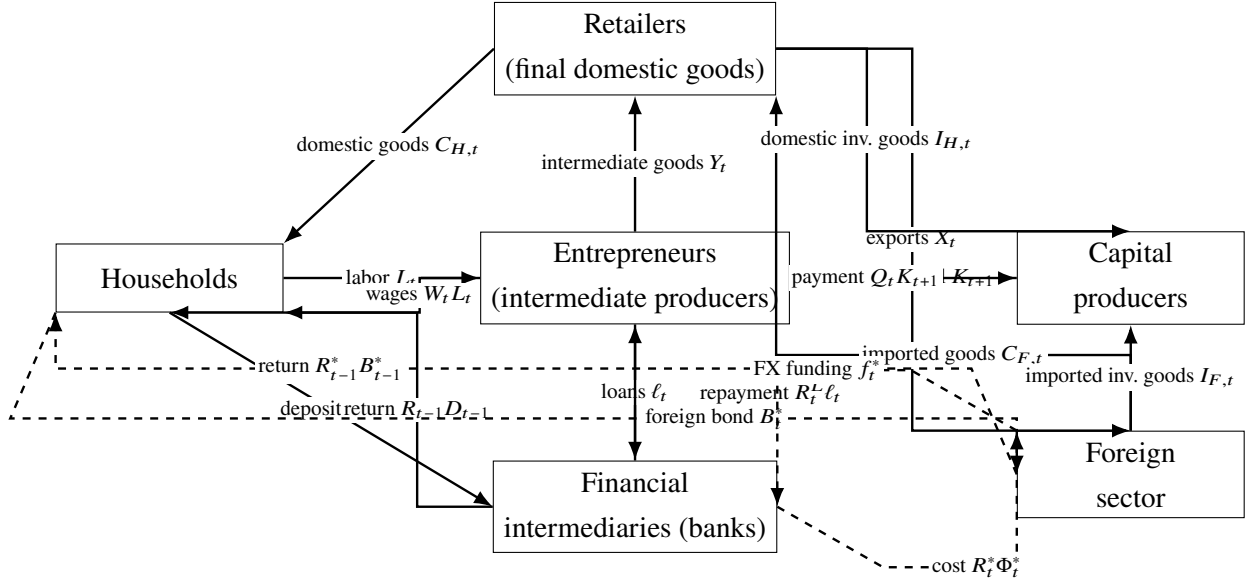 Retailers
(final domestic goods)
domestic goods C_{H,t}
intermediate goods Y_t
domestic inv. goods I_{H,t}
exports X_t
Households
labor L_t
wages W_t L_t
Entrepreneurs
(intermediate producers)
payment Q_t K_{t+1}
K_{t+1}
Capital
producers
return R^*_{t-1} B^*_{t-1}
imported goods C_{F,t}
FX funding f^*_t
imported inv. goods I_{F,t}
loans ℓ_t
repayment R^L_t ℓ_t
deposit
return R_{t-1} D_{t-1}
foreign bond B^*_t
Financial
intermediaries (banks)
Foreign
sector
cost R^*_t Φ^*_t